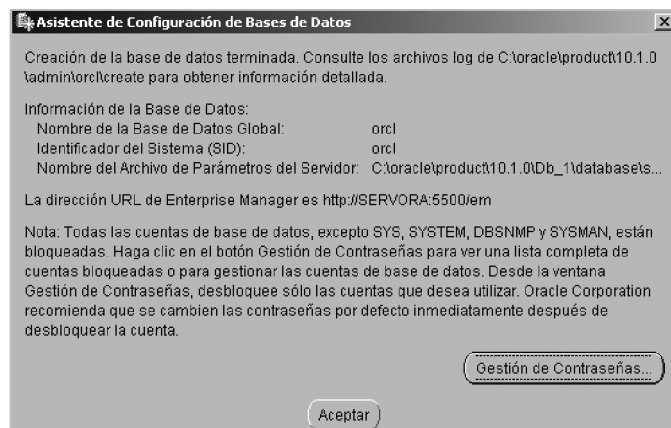 Asistente de Configuración de Bases de Datos
Creación de la base de datos terminada. Consulte los archivos log de C:\oracle\product\10.1.0
\admin\orcl\create para obtener información detallada.
Información de la Base de Datos:
Nombre de la Base de Datos Global: orcl
Identificador del Sistema (SID): orcl
Nombre del Archivo de Parámetros del Servidor: C:\oracle\product\10.1.0\Db_1\database\s...
La dirección URL de Enterprise Manager es http://SERVORA:5500/em
Nota: Todas las cuentas de base de datos, excepto SYS, SYSTEM, DBSNMP y SYSMAN, están
bloqueadas. Haga clic en el botón Gestión de Contraseñas para ver una lista completa de
cuentas bloqueadas o para gestionar las cuentas de base de datos. Desde la ventana
Gestión de Contraseñas, desbloquee sólo las cuentas que desea utilizar. Oracle Corporation
recomienda que se cambien las contraseñas por defecto inmediatamente después de
desbloquear la cuenta.
Gestión de Contraseñas...
Aceptar